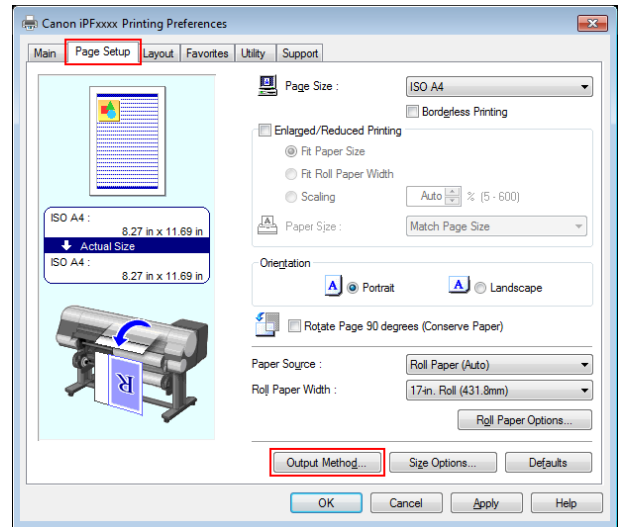 Canon iPFxxxx Printing Preferences
Main Page Setup Layout Favorites Utility Support
Page Size : ISO A4
Borderless Printing
Enlarged/Reduced Printing
Fit Paper Size
Fit Roll Paper Width
Scaling Auto % (5 - 600)
Paper Size : Match Page Size
ISO A4 :
8.27 in x 11.69 in
Actual Size
ISO A4 :
8.27 in x 11.69 in
Orientation
A Portrait A Landscape
Rotate Page 90 degrees (Conserve Paper)
R
Paper Source : Roll Paper (Auto)
Roll Paper Width : 17-in. Roll (431.8mm)
Roll Paper Options...
Output Method... Size Options... Defaults
OK Cancel Apply Help